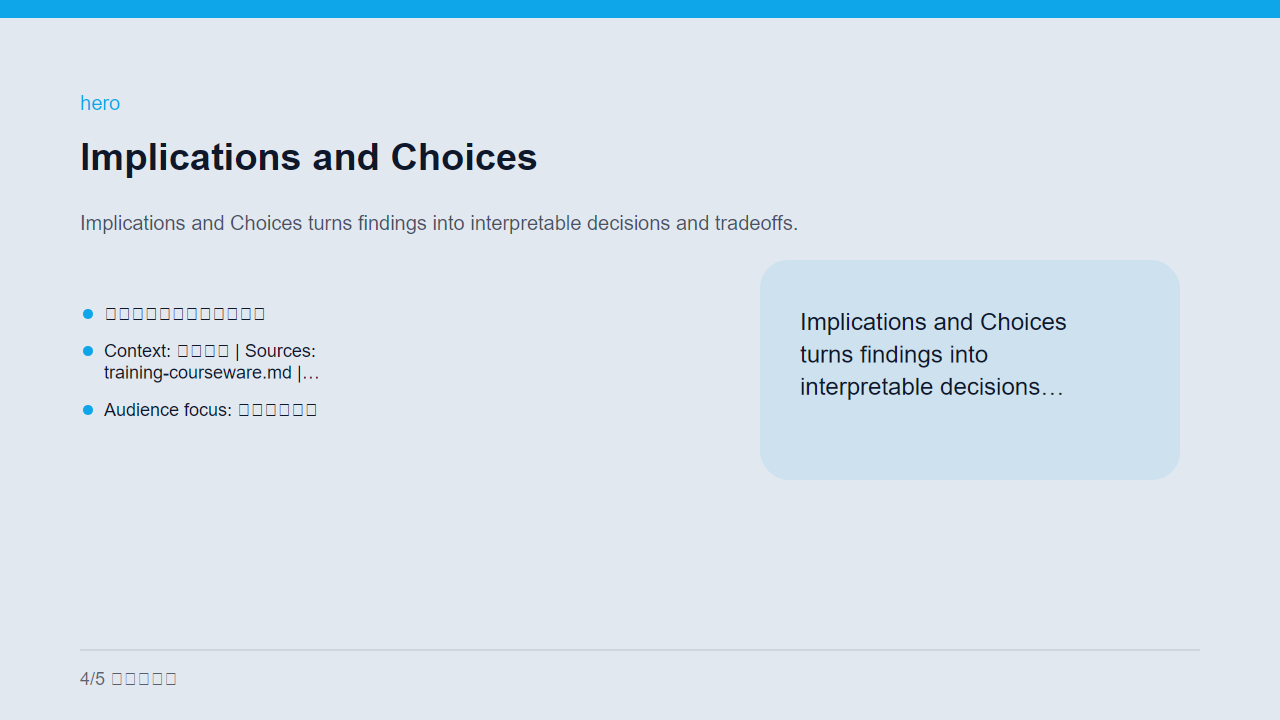 hero
Implications and Choices
Implications and Choices turns findings into interpretable decisions and tradeoffs.
Context: | Sources:
training-courseware.md |…
Audience focus:
Implications and Choices
turns findings into
interpretable decisions…
4/5